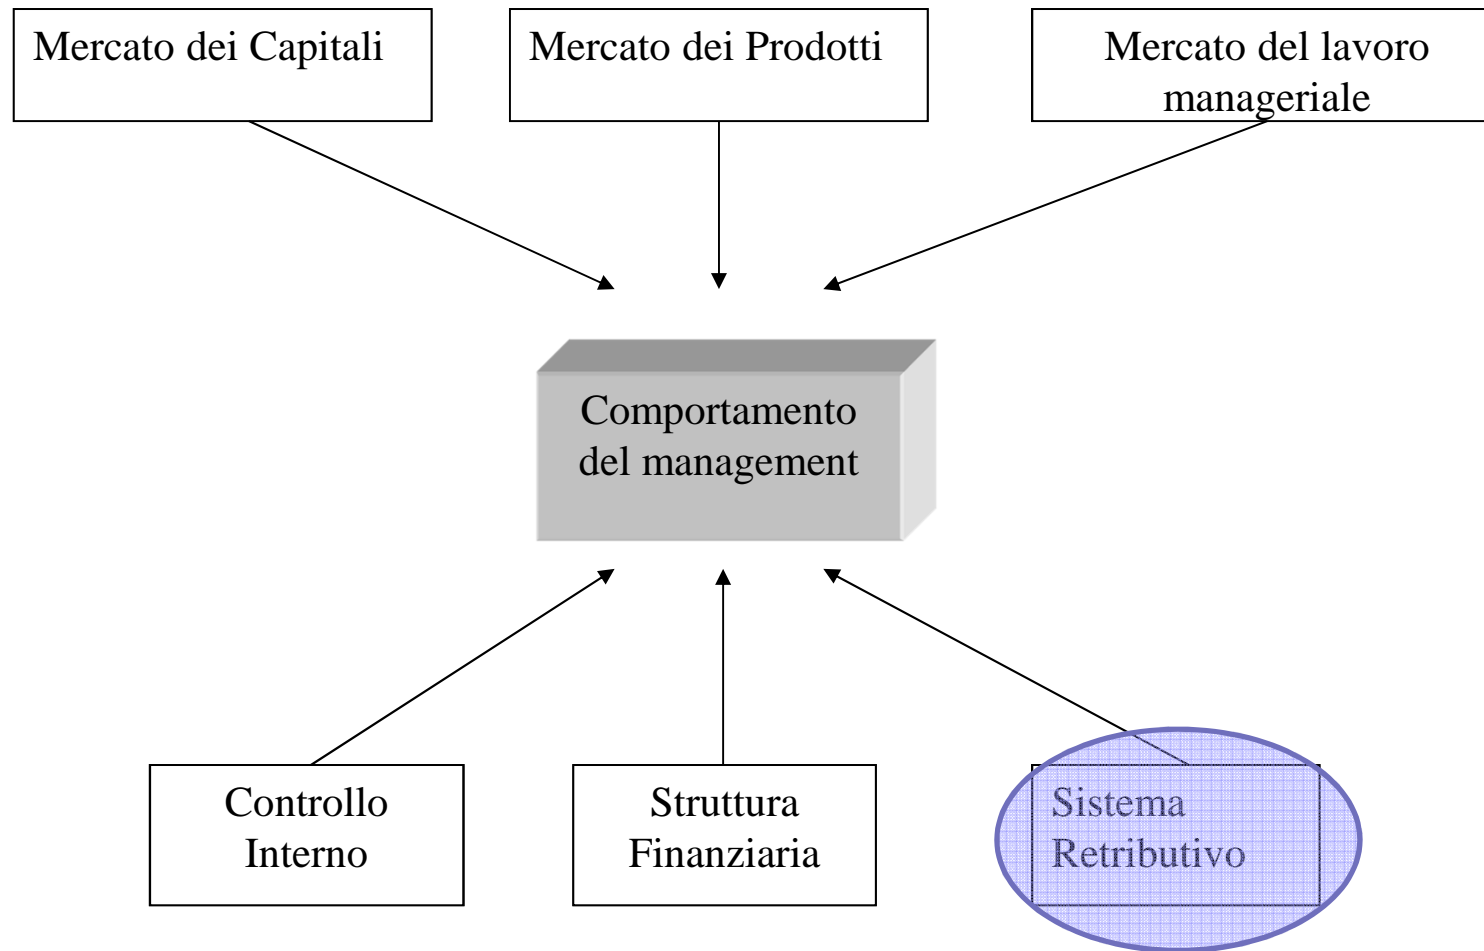 Mercato dei Capitali
Mercato dei Prodotti
Mercato del lavoro
manageriale
Comportamento
del management
Controllo
Interno
Struttura
Finanziaria
Sistema
Retributivo